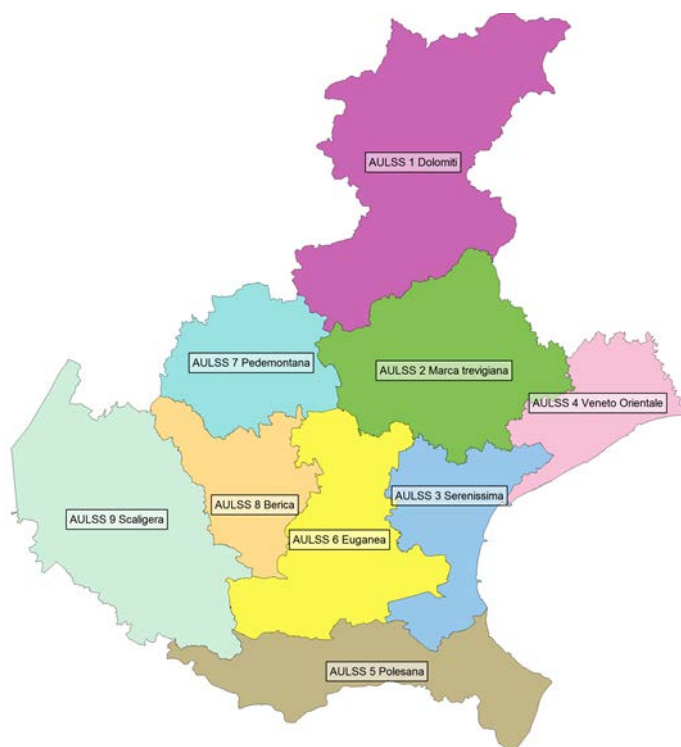 AULSS 1 Dolomiti
AULSS 7 Pedemontana
AULSS 2 Marca trevigiana
AULSS 4 Veneto Orientale
AULSS 8 Berica
AULSS 3 Serenissima
AULSS 9 Scaligera
AULSS 6 Euganea
AULSS 5 Polesana